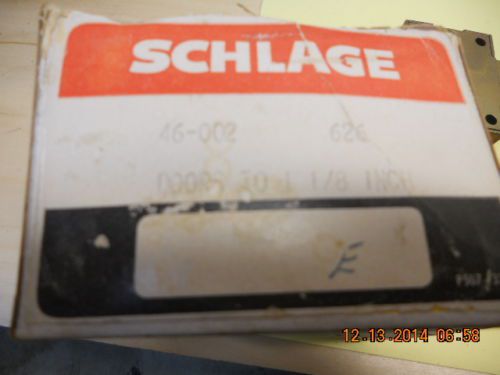 SCHLAGE
46-002 626
DOORS TO 1 1/8 INCH
E
12.13.2014 06:58